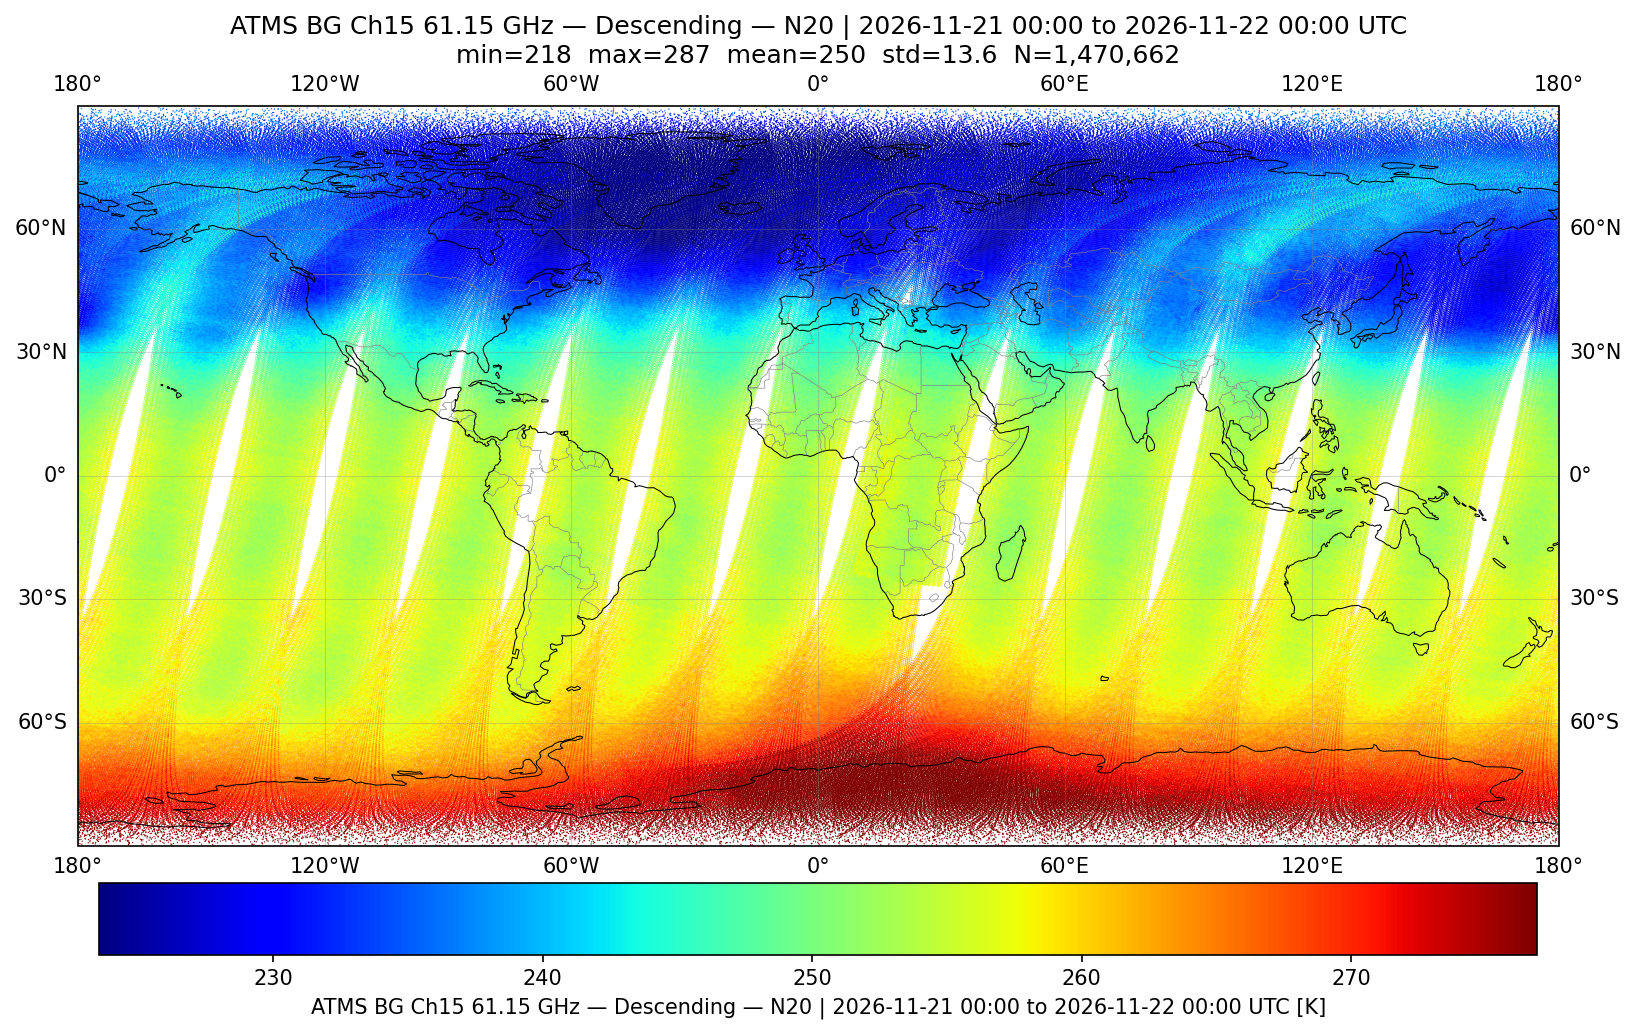 ATMS BG Ch15 61.15 GHz — Descending — N20 | 2026-11-21 00:00 to 2026-11-22 00:00 UTC
min=218 max=287 mean=250 std=13.6 N=1,470,662
180° 120°W 60°W 0° 60°E 120°E 180°
60°N 60°N
30°N 30°N
0° 0°
30°S 30°S
60°S 60°S
180° 120°W 60°W 0° 60°E 120°E 180°
230 240 250 260 270
ATMS BG Ch15 61.15 GHz — Descending — N20 | 2026-11-21 00:00 to 2026-11-22 00:00 UTC [K]